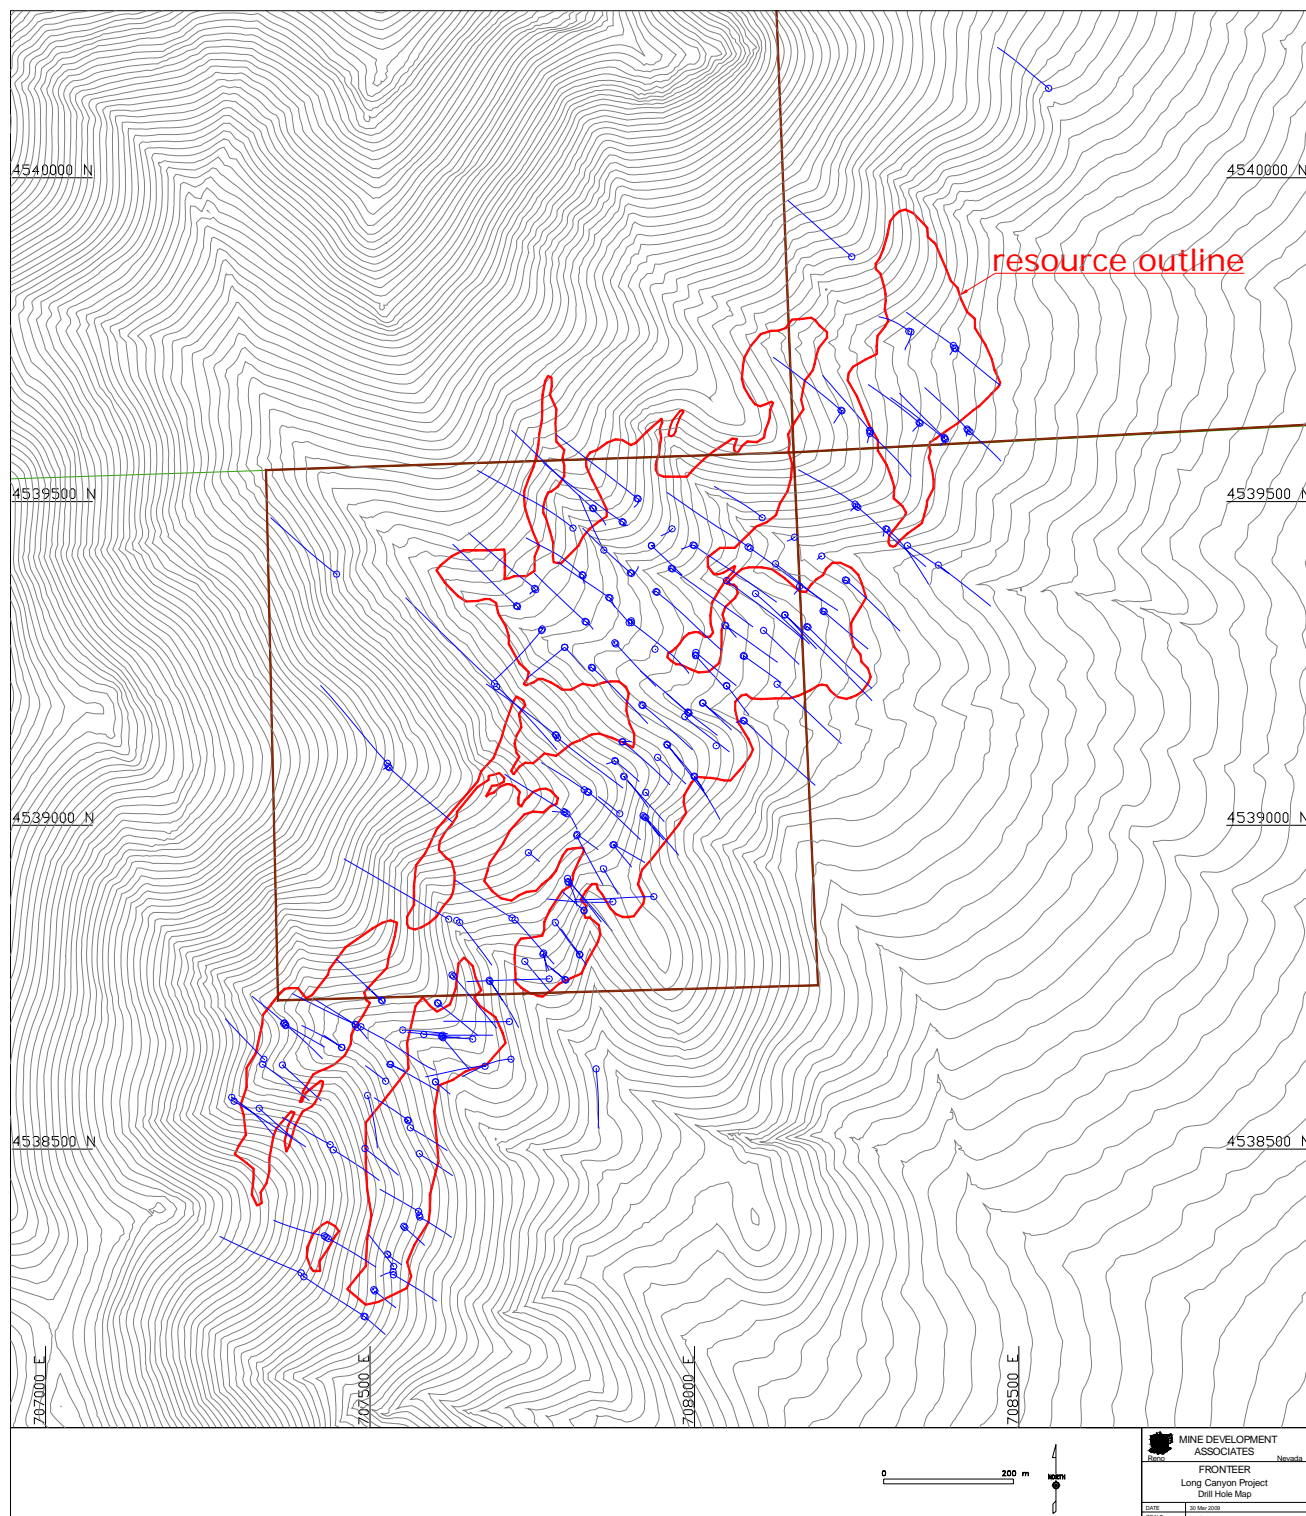 4540000 N
4540000 N
resource outline
4539500 N
4539500 N
4539000 N
4539000 N
4538500 N
4538500 N
707000 E
707500 E
708000 E
708500 E
0 200 m
NORTH
MINE DEVELOPMENT
ASSOCIATES
Reno Nevada
FRONTEER
Long Canyon Project
Drill Hole Map
DATE 30 Mar 2009